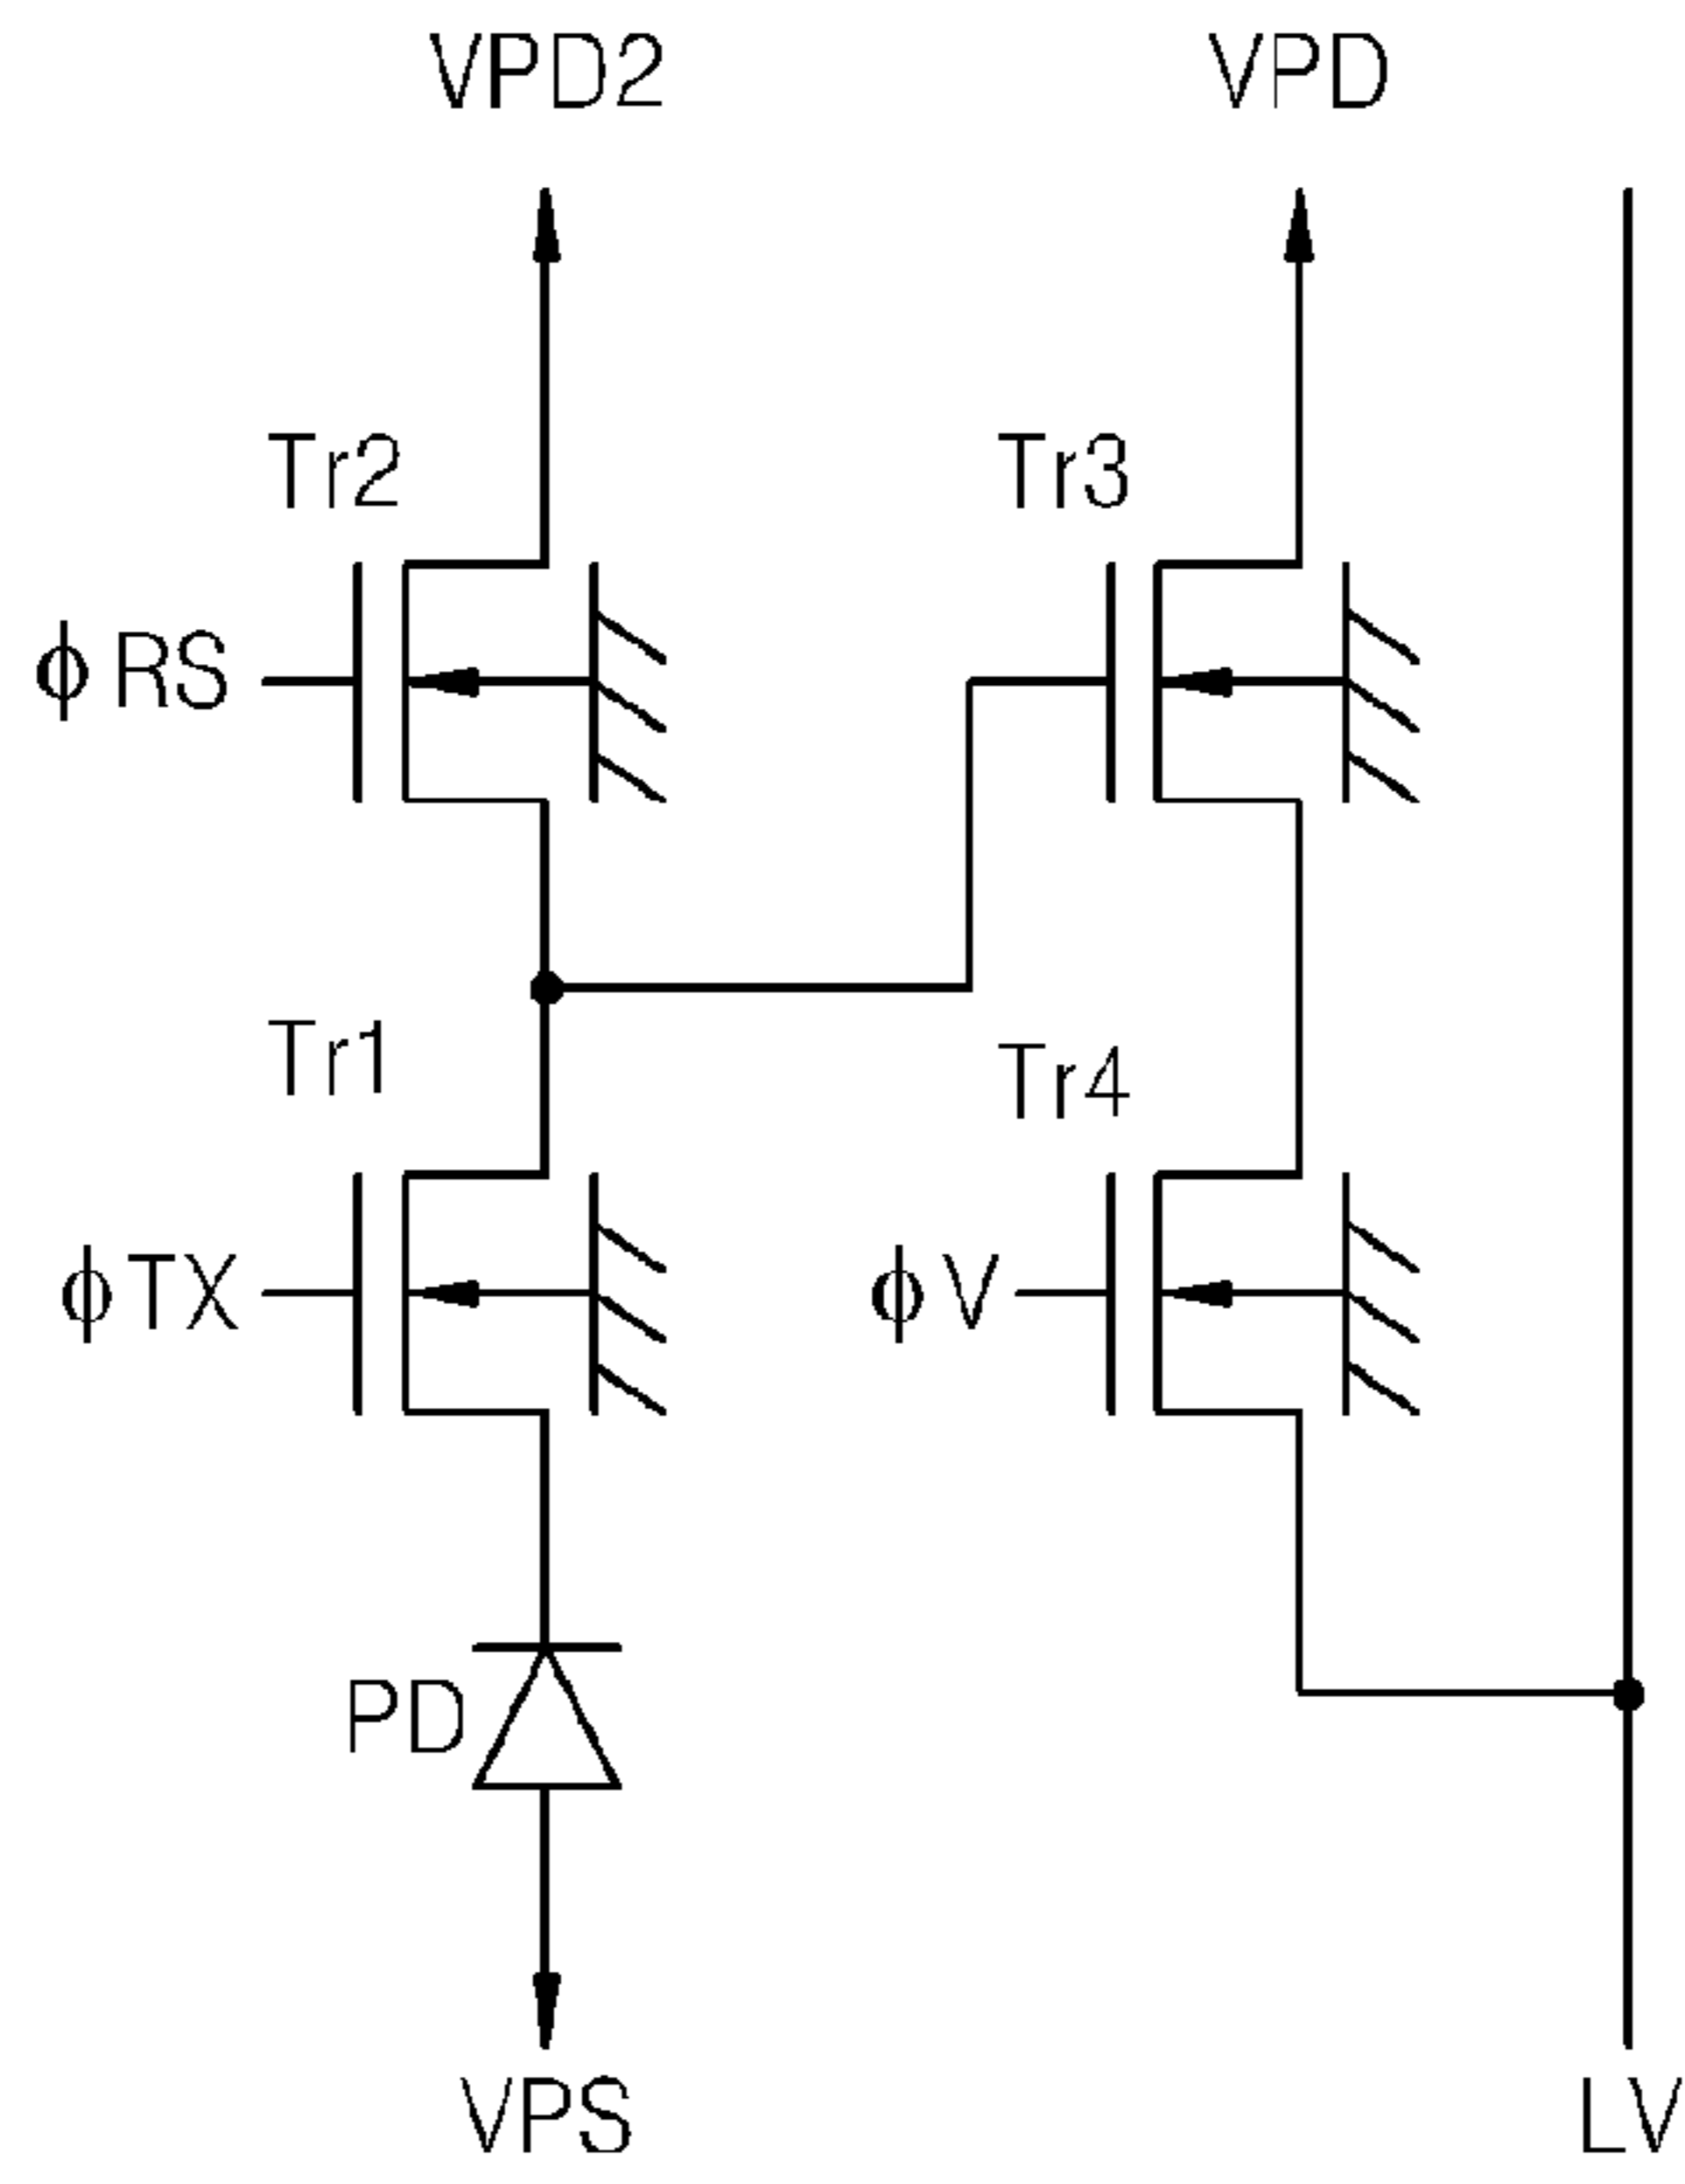 VPD2 VPD
Tr2 Tr3
ϕRS
Tr1 Tr4
ϕTX ϕV
PD
VPS LV